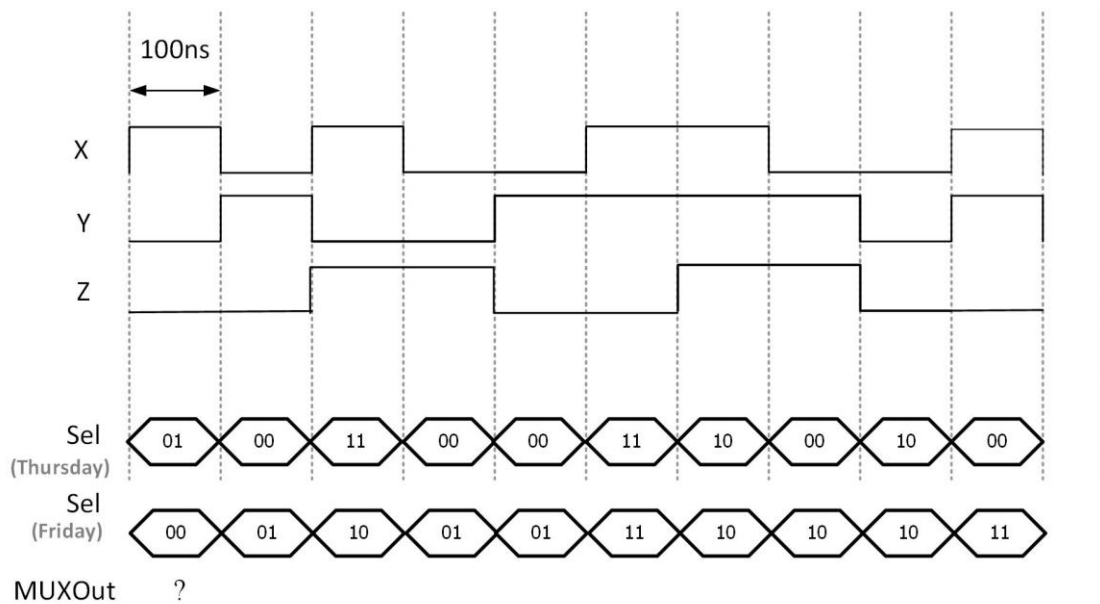 100ns
X
Y
Z
Sel 01 00 11 00 00 11 10 00 10 00
(Thursday)
Sel
(Friday) 00 01 10 01 01 11 10 10 10 11
MUXOut ?